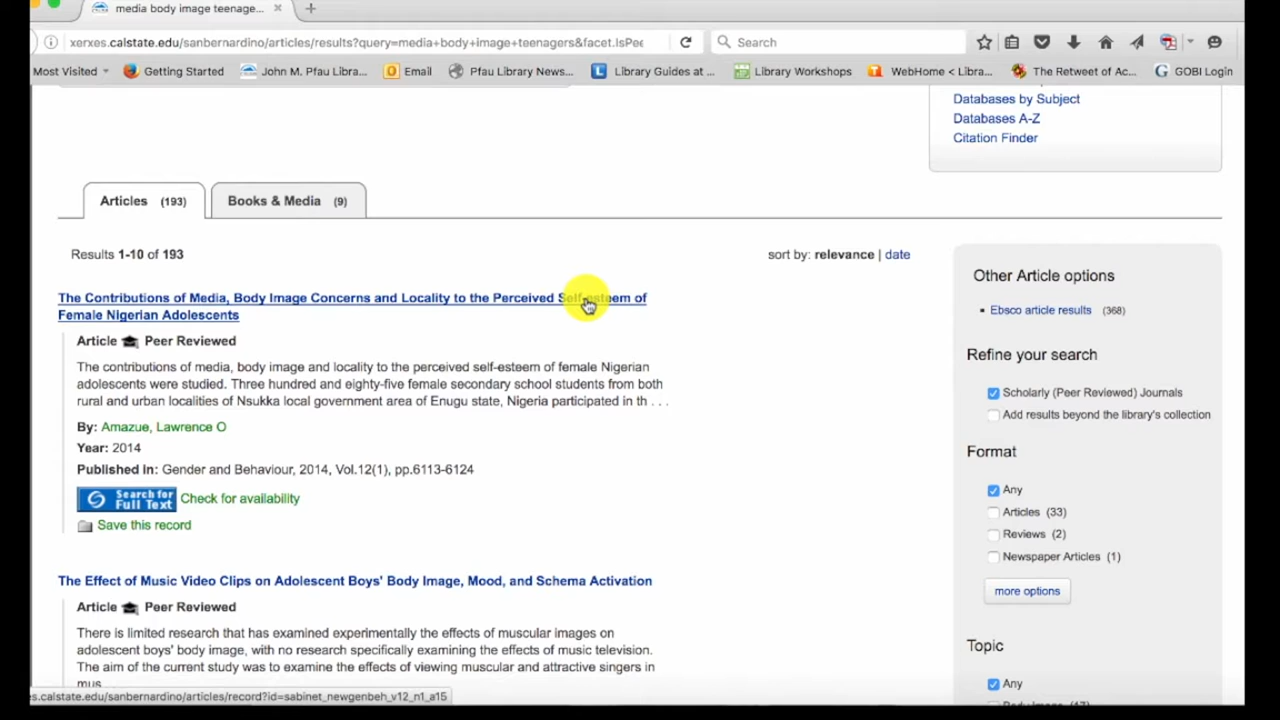 media body image teenage...
xerxes.calstate.edu/sanbernardino/articles/results?query=media+body+image+teenagers&facet.IsPee
Search
Most Visited
Getting Started
John M. Pfau Libra...
Email
Pfau Library News...
Library Guides at ...
Library Workshops
WebHome < Libra...
The Retweet of Ac...
GOBI Login
Databases by Subject
Databases A-Z
Citation Finder
Articles (193)
Books & Media (9)
Results 1-10 of 193
sort by: relevance | date
The Contributions of Media, Body Image Concerns and Locality to the Perceived Self-esteem of
Female Nigerian Adolescents
Article Peer Reviewed
The contributions of media, body image and locality to the perceived self-esteem of female Nigerian
adolescents were studied. Three hundred and eighty-five female secondary school students from both
rural and urban localities of Nsukka local government area of Enugu state, Nigeria participated in th . . .
By: Amazue, Lawrence O
Year: 2014
Published in: Gender and Behaviour, 2014, Vol.12(1), pp.6113-6124
Search for
Full Text
Check for availability
Save this record
The Effect of Music Video Clips on Adolescent Boys' Body Image, Mood, and Schema Activation
Article Peer Reviewed
There is limited research that has examined experimentally the effects of muscular images on
adolescent boys' body image, with no research specifically examining the effects of music television.
The aim of the current study was to examine the effects of viewing muscular and attractive singers in
mus
es.calstate.edu/sanbernardino/articles/record?id=sabinet_newgenbeh_v12_n1_a15
Other Article options
Ebsco article results (368)
Refine your search
Scholarly (Peer Reviewed) Journals
Add results beyond the library's collection
Format
Any
Articles (33)
Reviews (2)
Newspaper Articles (1)
more options
Topic
Any